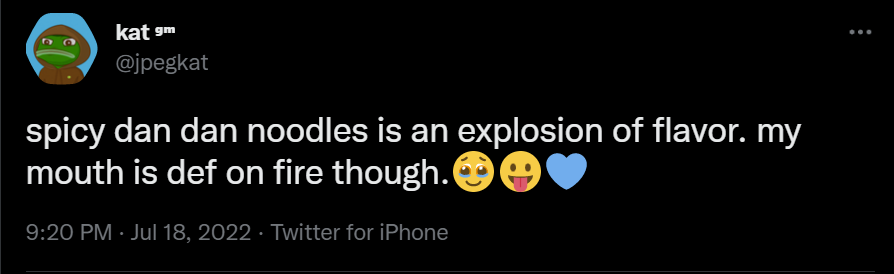 kat ᵍᵐ
@jpegkat
spicy dan dan noodles is an explosion of flavor. my
mouth is def on fire though.🥹😛💙
9:20 PM · Jul 18, 2022 · Twitter for iPhone